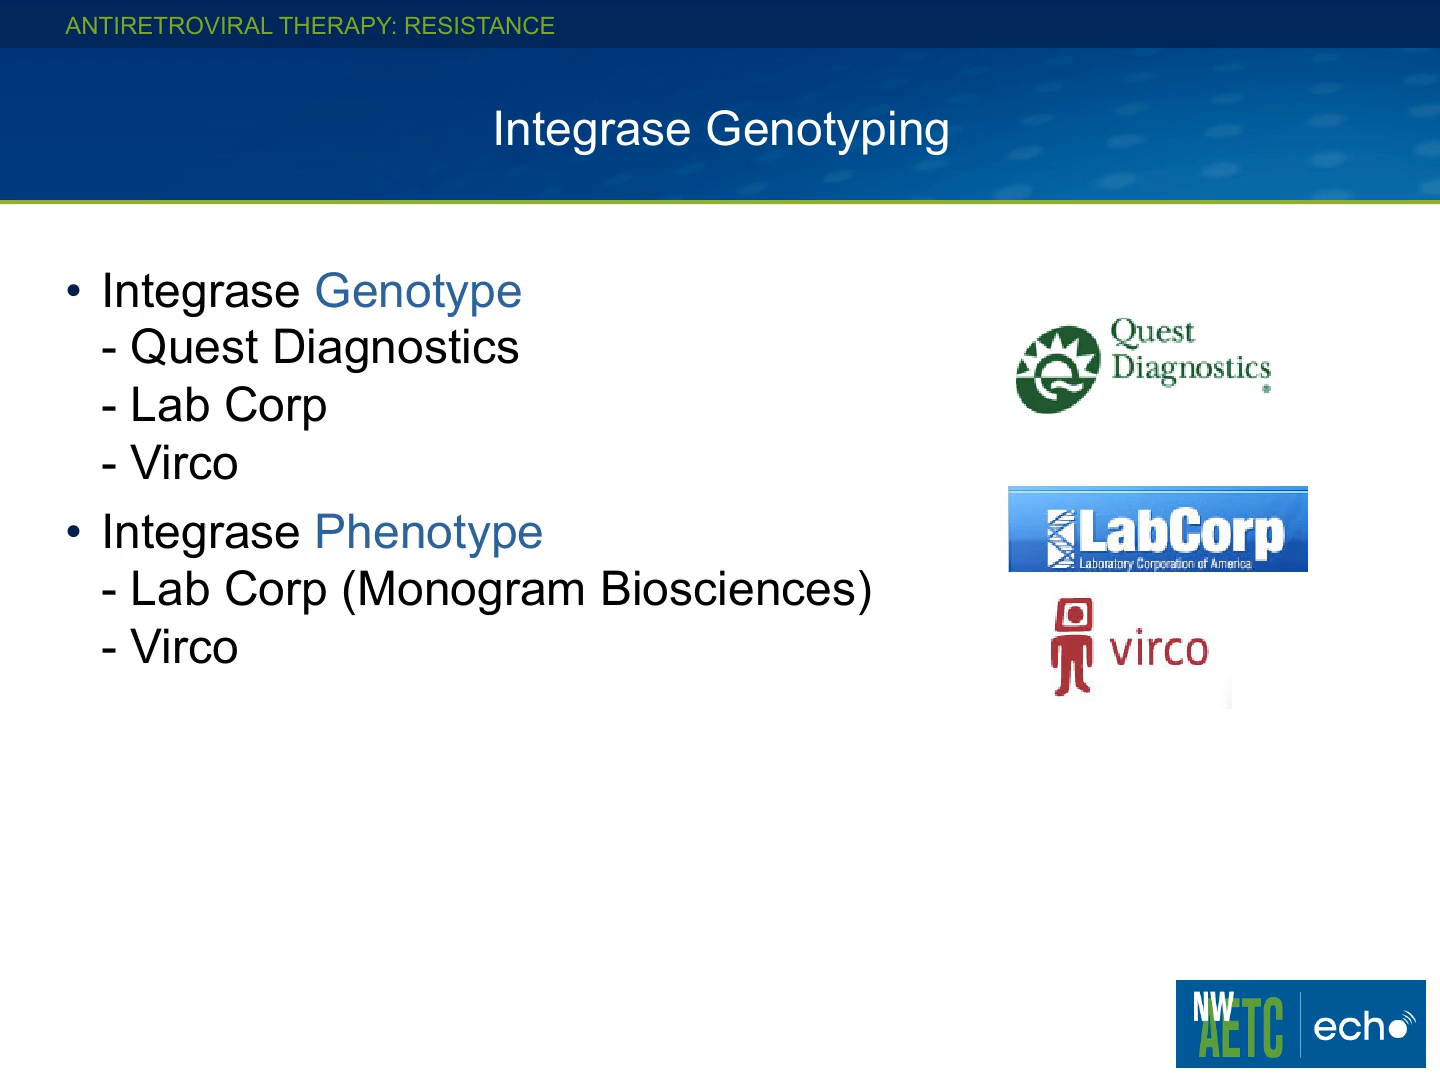 ANTIRETROVIRAL THERAPY: RESISTANCE
Integrase Genotyping
• Integrase Genotype
- Quest Diagnostics
- Lab Corp
- Virco
• Integrase Phenotype
- Lab Corp (Monogram Biosciences)
- Virco
Quest
Diagnostics
LabCorp
Laboratory Corporation of America
virco
NW
AETC
echo